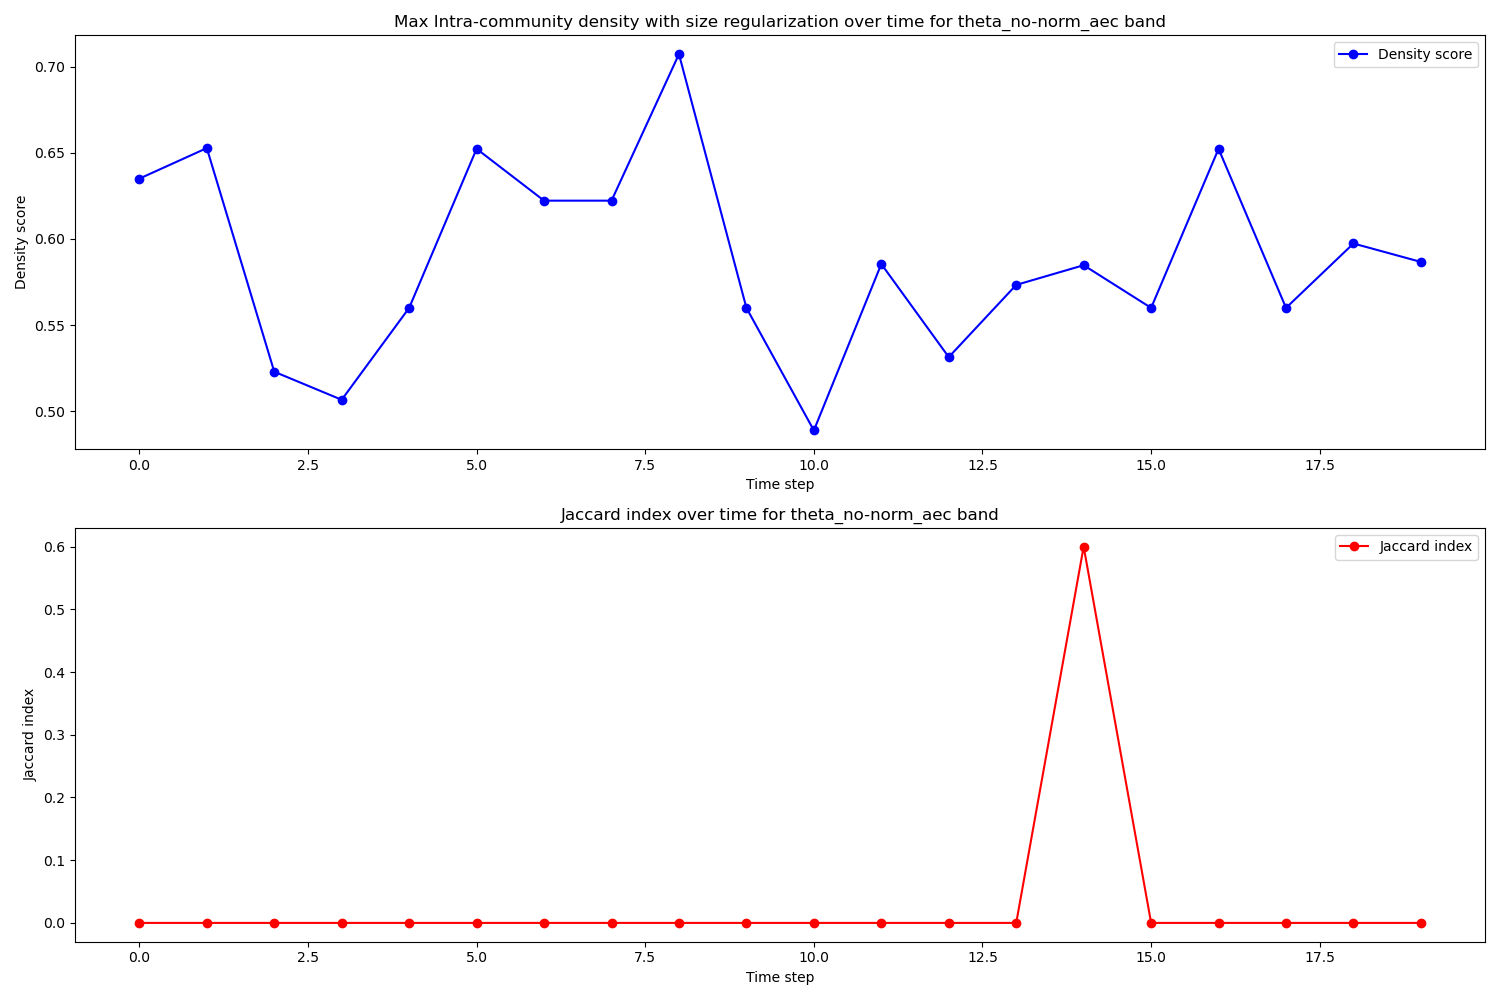 Max Intra-community density with size regularization over time for theta_no-norm_aec band
Density score
0.70
0.65
0.60
0.55
0.50
Density score
0.0 2.5 5.0 7.5 10.0 12.5 15.0 17.5
Time step
Jaccard index over time for theta_no-norm_aec band
Jaccard index
0.6
0.5
0.4
0.3
0.2
0.1
0.0
Jaccard index
0.0 2.5 5.0 7.5 10.0 12.5 15.0 17.5
Time step